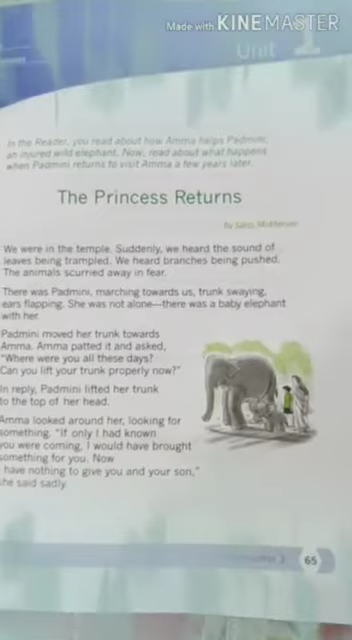 Made with KINEMASTER
Unit 1
In the Reader, you read about how Amma helps Padmini,
an injured wild elephant. Now, read about what happens
when Padmini returns to visit Amma a few years later.
The Princess Returns
by
We were in the temple. Suddenly, we heard the sound of
leaves being trampled. We heard branches being pushed.
The animals scurried away in fear.
There was Padmini, marching towards us, trunk swaying,
ears flapping. She was not alone—there was a baby elephant
with her.
Padmini moved her trunk towards
Amma. Amma patted it and asked,
"Where were you all these days?
Can you lift your trunk properly now?"
In reply, Padmini lifted her trunk
to the top of her head.
Amma looked around her, looking for
something. "If only I had known
you were coming, I would have brought
something for you. Now
have nothing to give you and your son,"
he said sadly.
65